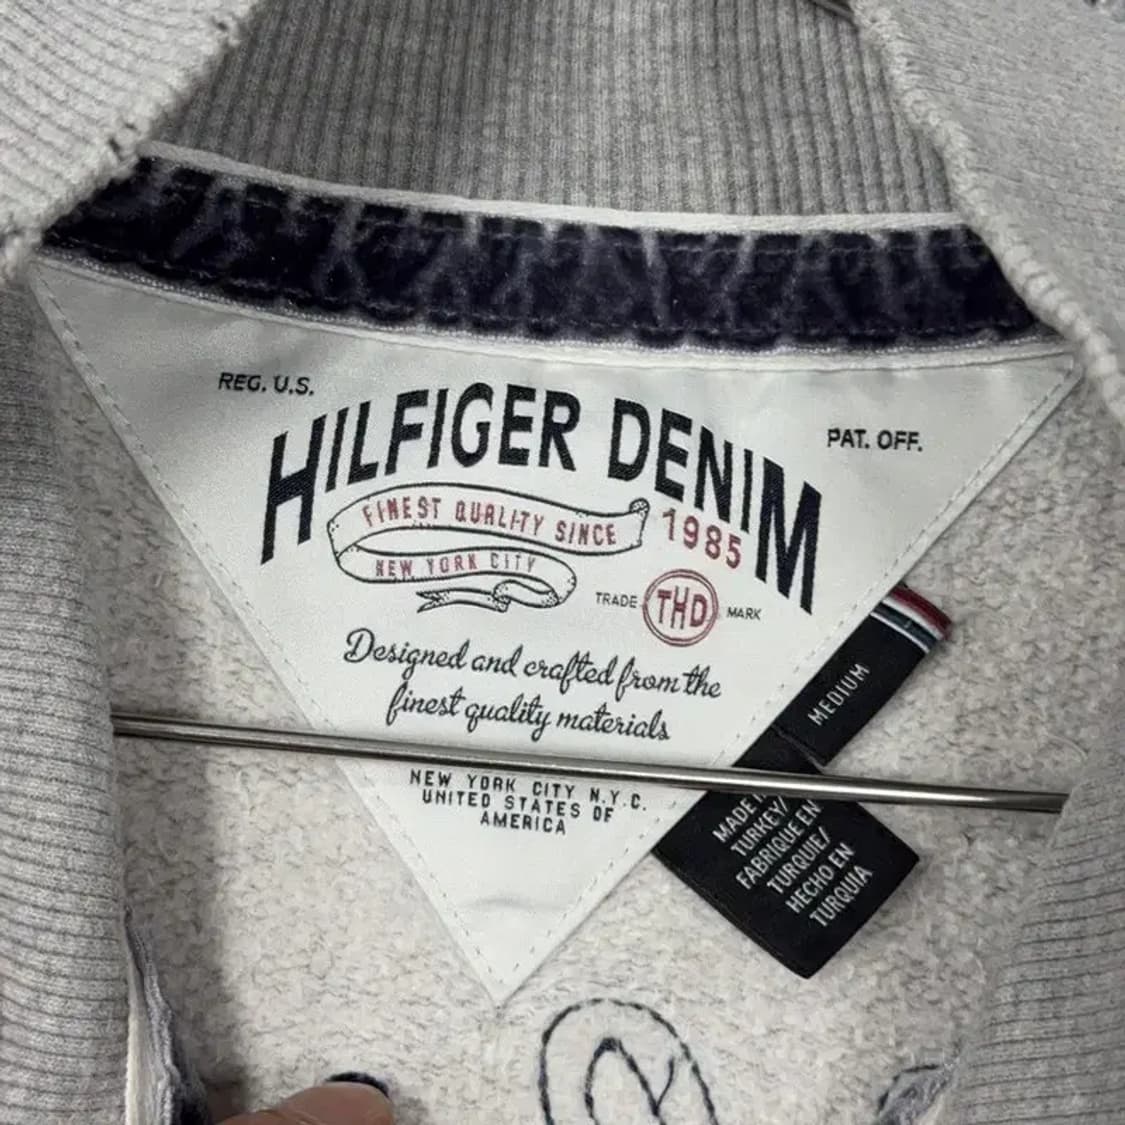 REG. U.S.
PAT. OFF.
HILFIGER DENIM
FINEST QUALITY SINCE
1985
NEW YORK CITY
TRADE THD MARK
Designed and crafted from the
finest quality materials
NEW YORK CITY N.Y.C.
UNITED STATES OF
AMERICA
MEDIUM
MADE
TURKEY/
FABRIQUE EN
TURQUIE/
HECHO EN
TURQUIA